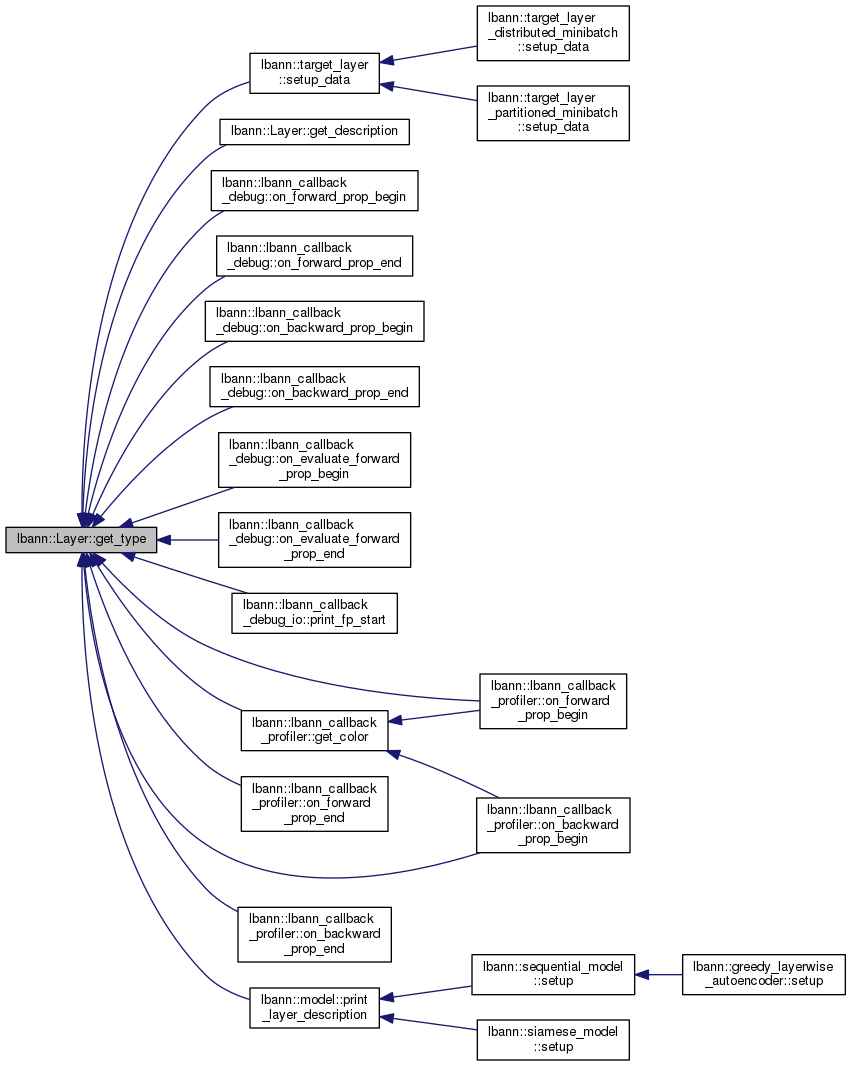 lbann::target_layer
_distributed_minibatch
::setup_data
lbann::target_layer
::setup_data
lbann::target_layer
_partitioned_minibatch
::setup_data
lbann::Layer::get_description
lbann::lbann_callback
_debug::on_forward_prop_begin
lbann::lbann_callback
_debug::on_forward_prop_end
lbann::lbann_callback
_debug::on_backward_prop_begin
lbann::lbann_callback
_debug::on_backward_prop_end
lbann::lbann_callback
_debug::on_evaluate_forward
_prop_begin
lbann::Layer::get_type
lbann::lbann_callback
_debug::on_evaluate_forward
_prop_end
lbann::lbann_callback
_debug_io::print_fp_start
lbann::lbann_callback
_profiler::on_forward
_prop_begin
lbann::lbann_callback
_profiler::get_color
lbann::lbann_callback
_profiler::on_forward
_prop_end
lbann::lbann_callback
_profiler::on_backward
_prop_begin
lbann::lbann_callback
_profiler::on_backward
_prop_end
lbann::sequential_model
::setup
lbann::greedy_layerwise
_autoencoder::setup
lbann::model::print
_layer_description
lbann::siamese_model
::setup